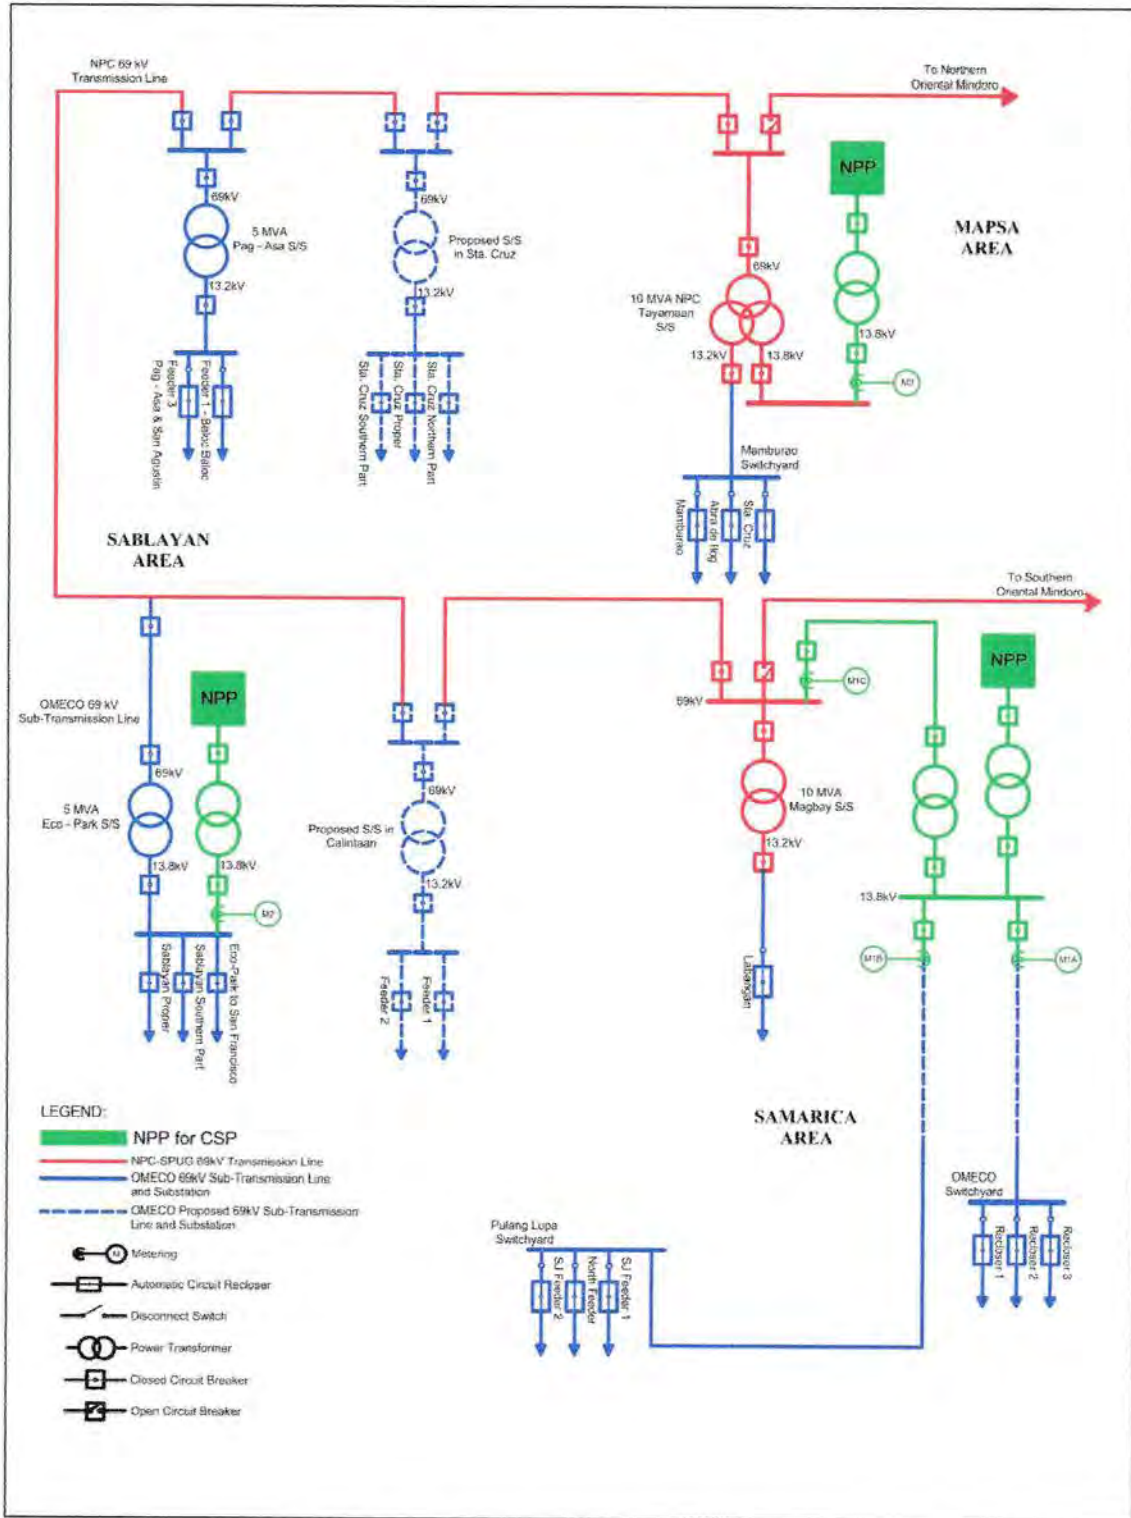 NPC 69 kV
Transmission Line
To Northern
Oriental Mindoro
NPP
MAPSA
AREA
69kV
5 MVA
Pag - Asa S/S
13.2kV
Feeder 3
Pag - Asa & San Agustin
Feeder 1 - Baloc Baloc
69kV
Proposed S/S
in Sta. Cruz
13.2kV
Sta. Cruz Southern Part
Sta. Cruz Proper
Sta. Cruz Northern Part
69kV
10 MVA NPC
Tayamaan
S/S
13.2kV
13.8kV
13.8kV
M3
Mamburao
Switchyard
Mamburao
Abra de Ilog
Sta. Cruz
SABLAYAN
AREA
To Southern
Oriental Mindoro
OMECO 69 kV
Sub-Transmission Line
NPP
69kV
5 MVA
Eco - Park S/S
13.8kV
13.8kV
M2
Sablayan Proper
Sablayan Southern Part
Eco-Park to San Francisco
69kV
Proposed S/S in
Calintaan
13.2kV
Feeder 2
Feeder 1
M1C
NPP
69kV
10 MVA
Magbay S/S
13.2kV
Labangan
13.8kV
M1B
M1A
SAMARICA
AREA
OMECO
Switchyard
Recloser 1
Recloser 2
Recloser 3
Pulang Lupa
Switchyard
SJ Feeder 2
North Feeder
SJ Feeder 1
LEGEND:
NPP for CSP
NPC-SPUG 69kV Transmission Line
OMECO 69kV Sub-Transmission Line
and Substation
OMECO Proposed 69kV Sub-Transmission
Line and Substation
M
Metering
Automatic Circuit Recloser
Disconnect Switch
Power Transformer
Closed Circuit Breaker
Open Circuit Breaker